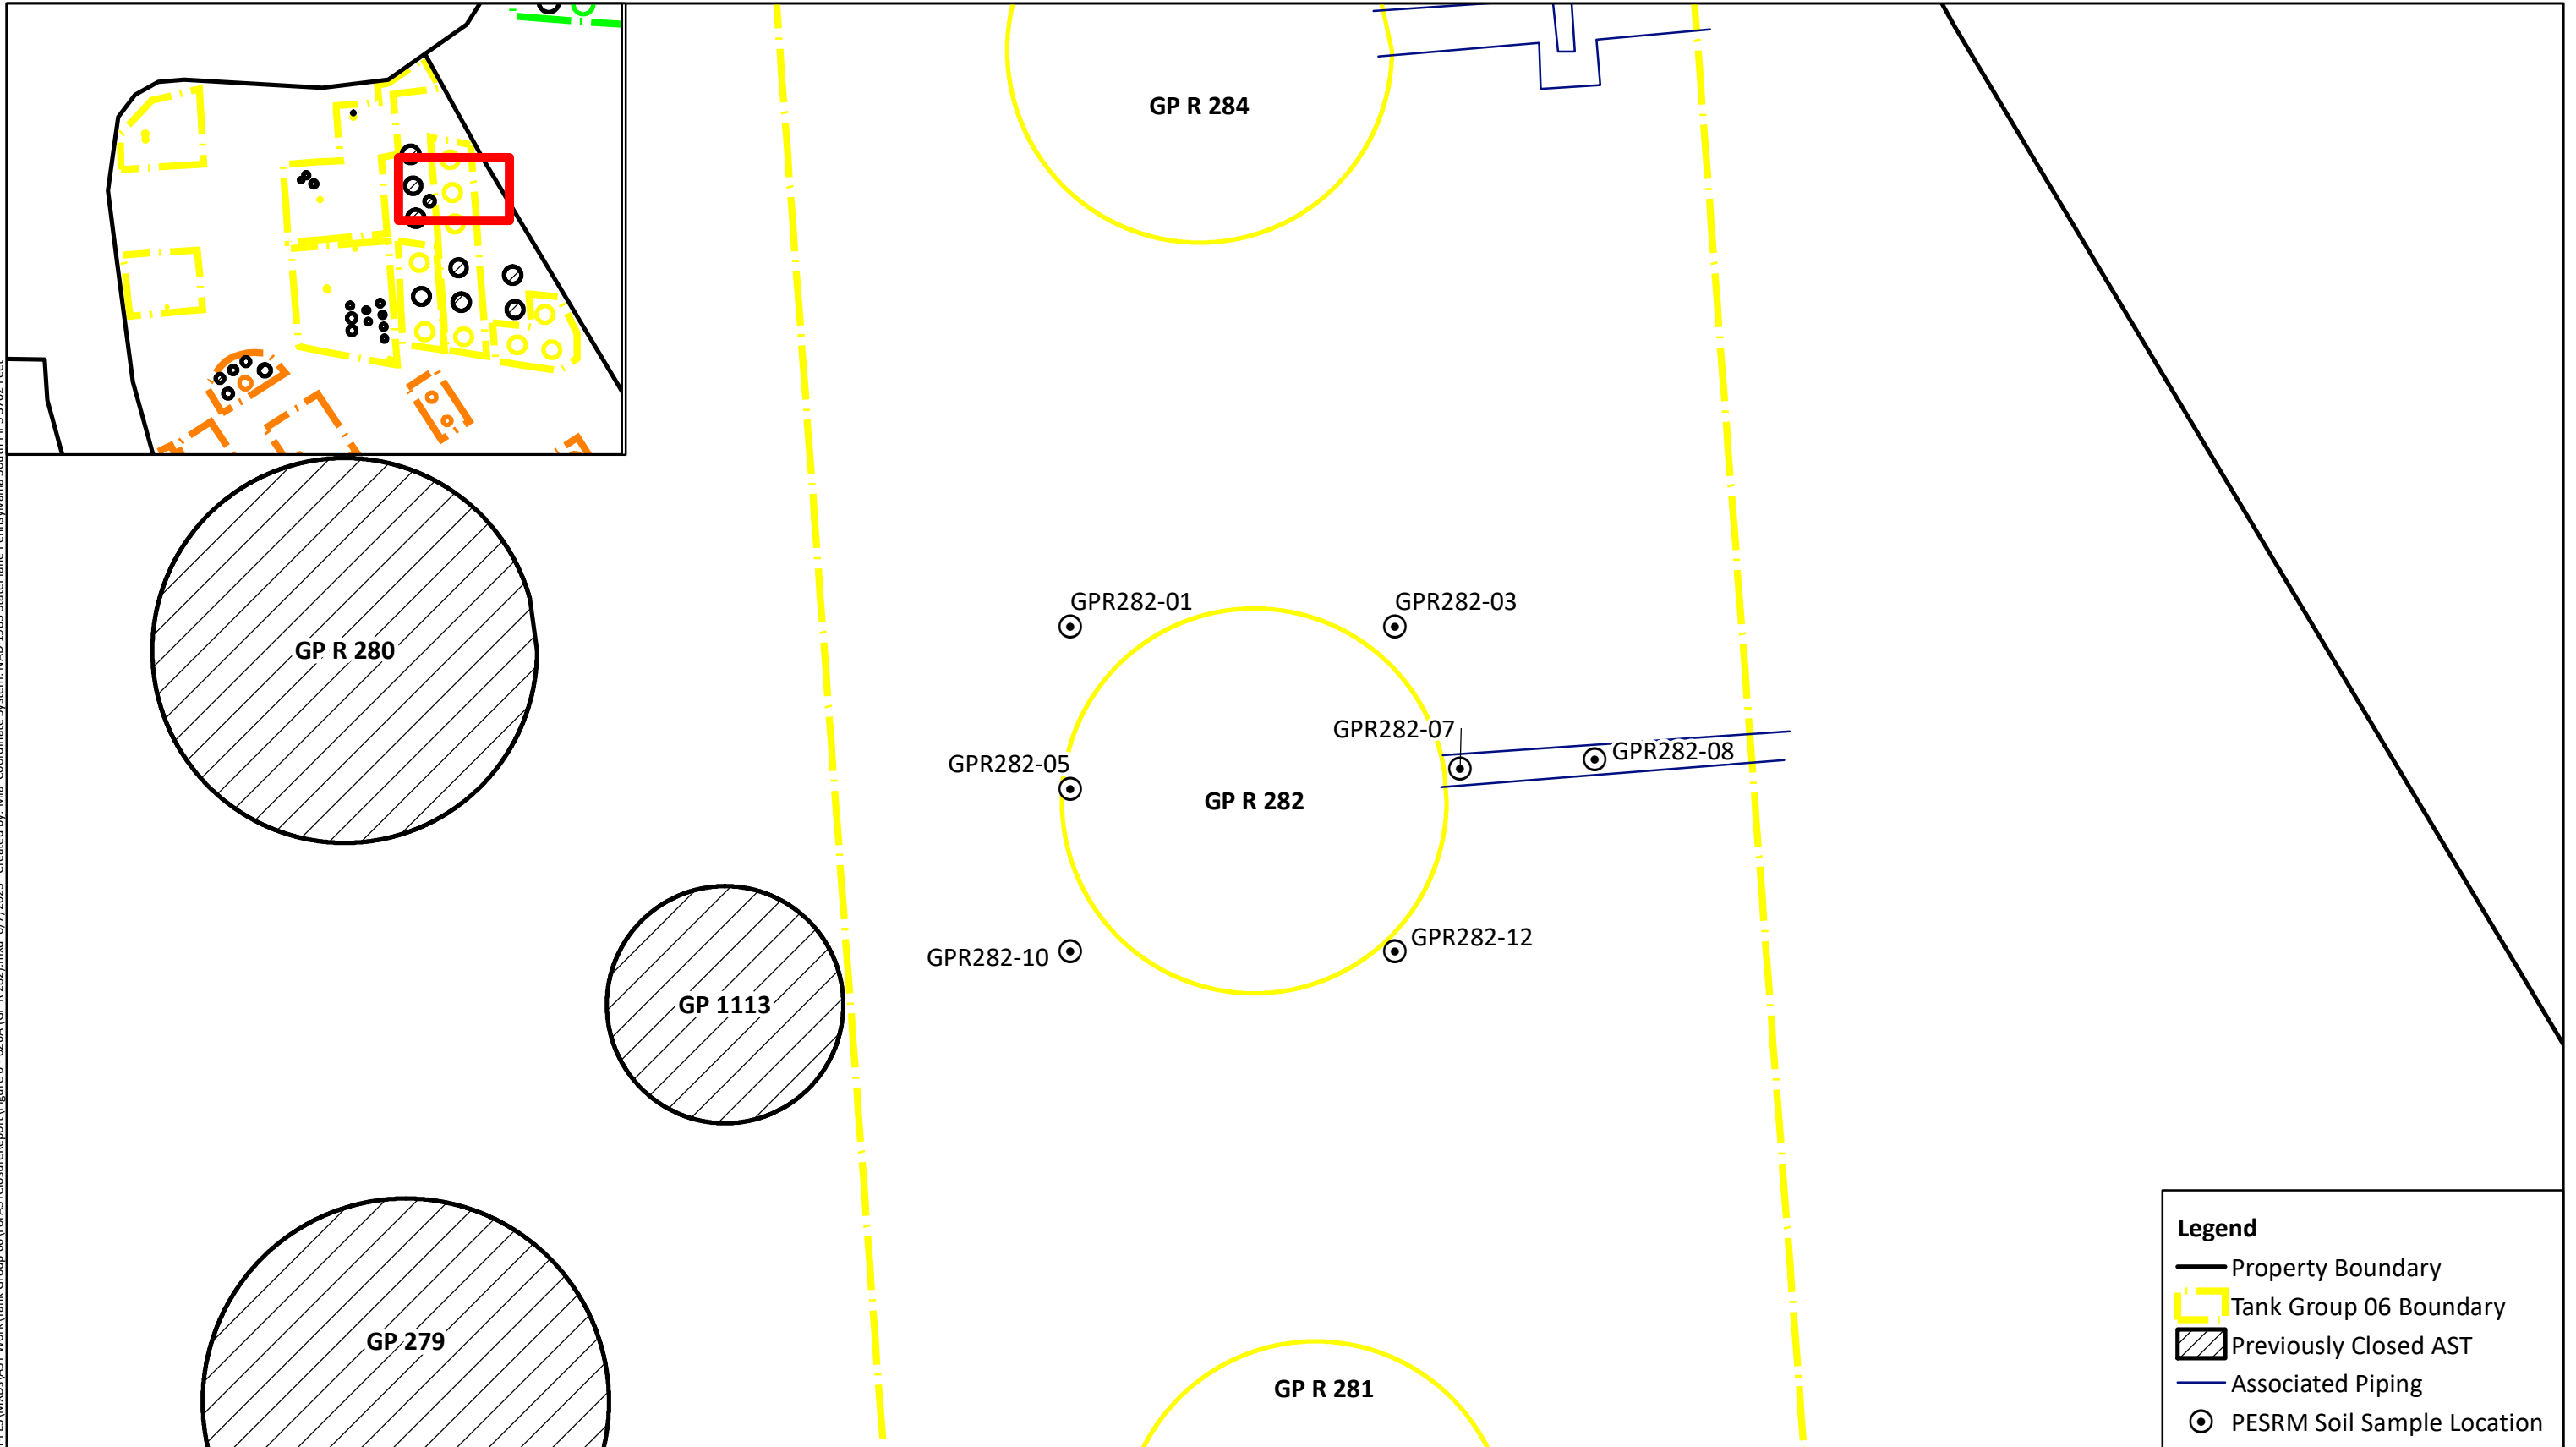 GP R 284
GP R 280
GPR282-01
GPR282-03
GPR282-07
GPR282-08
GPR282-05
GP R 282
GPR282-10
GPR282-12
GP 1113
GP 279
GP R 281
Legend
Property Boundary
Tank Group 06 Boundary
Previously Closed AST
Associated Piping
PESRM Soil Sample Location